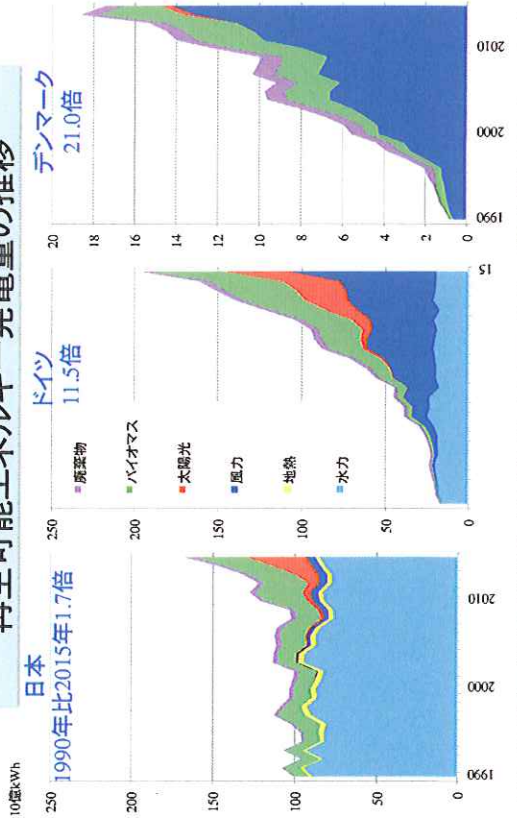 再生可能エネルギー発電量の推移
10億kWh
日本
1990年比2015年1.7倍
250
200
150
100
50
0
1990
2000
2010
ドイツ
11.5倍
250
200
150
100
50
0
15
廃棄物
バイオマス
太陽光
風力
地熱
水力
デンマーク
21.0倍
20
18
16
14
12
10
8
6
4
2
0
1990
2000
2010